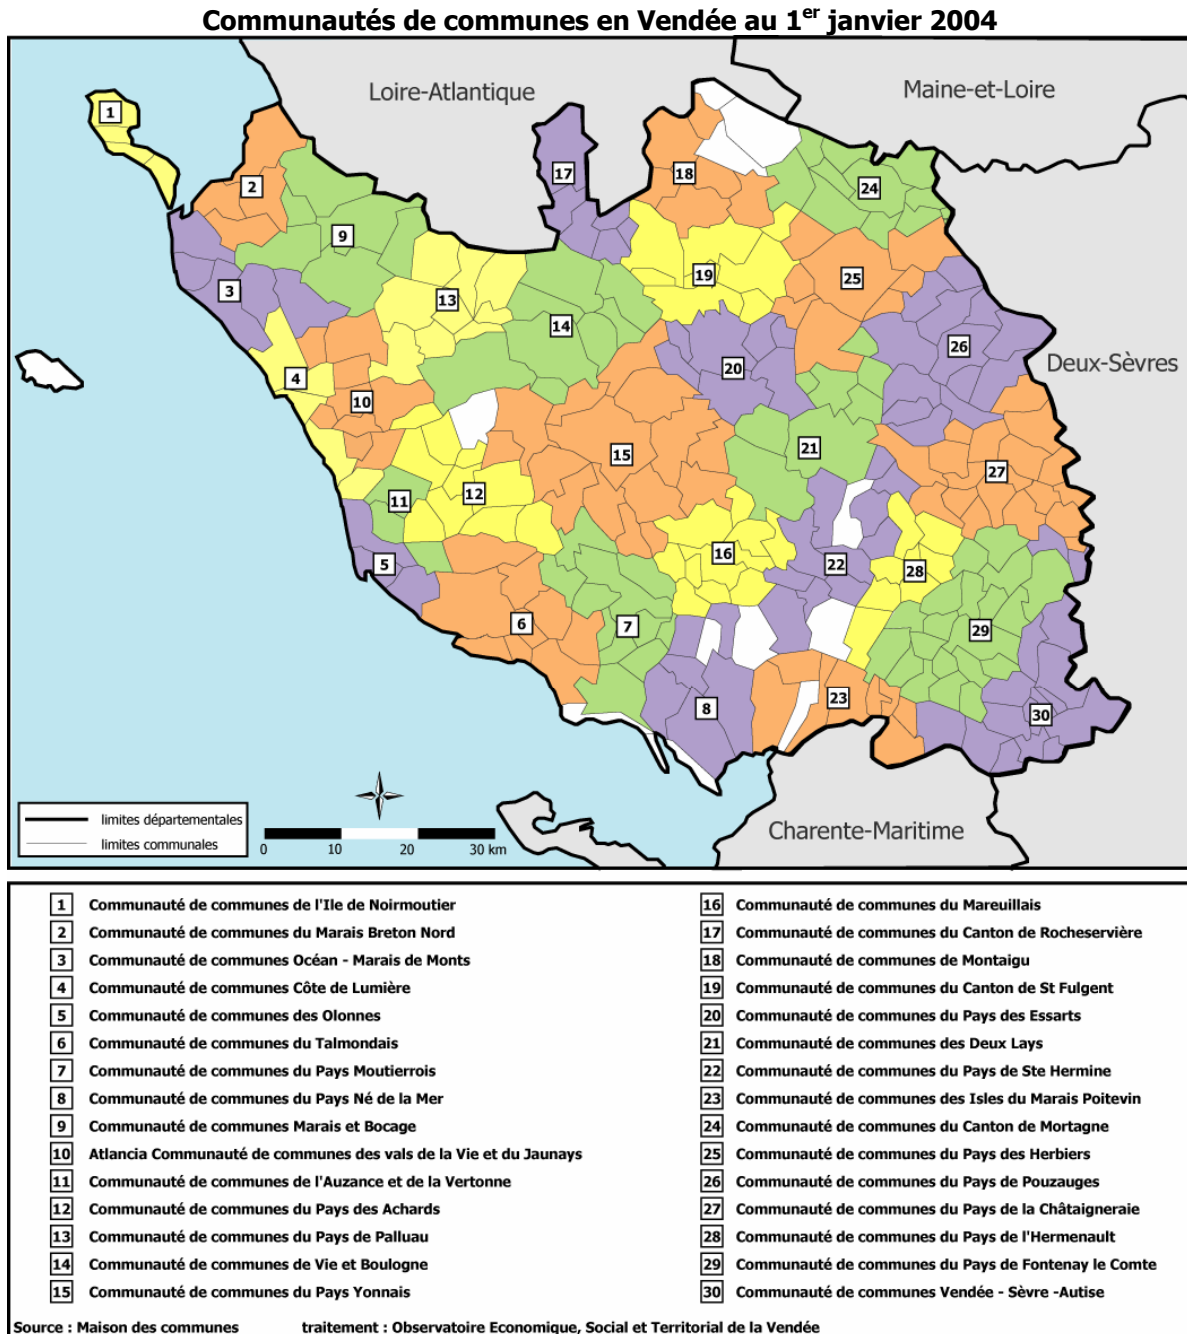 Communautés de communes en Vendée au 1er janvier 2004
Loire-Atlantique
Maine-et-Loire
Deux-Sèvres
Charente-Maritime
1
2
3
4
5
6
7
8
9
10
11
12
13
14
15
16
17
18
19
20
21
22
23
24
25
26
27
28
29
30
limites départementales
limites communales
0 10 20 30 km
1 Communauté de communes de l'Ile de Noirmoutier
2 Communauté de communes du Marais Breton Nord
3 Communauté de communes Océan - Marais de Monts
4 Communauté de communes Côte de Lumière
5 Communauté de communes des Olonnes
6 Communauté de communes du Talmondais
7 Communauté de communes du Pays Moutierrois
8 Communauté de communes du Pays Né de la Mer
9 Communauté de communes Marais et Bocage
10 Atlancia Communauté de communes des vals de la Vie et du Jaunays
11 Communauté de communes de l'Auzance et de la Vertonne
12 Communauté de communes du Pays des Achards
13 Communauté de communes du Pays de Palluau
14 Communauté de communes de Vie et Boulogne
15 Communauté de communes du Pays Yonnais
16 Communauté de communes du Mareuillais
17 Communauté de communes du Canton de Rocheservière
18 Communauté de communes de Montaigu
19 Communauté de communes du Canton de St Fulgent
20 Communauté de communes du Pays des Essarts
21 Communauté de communes des Deux Lays
22 Communauté de communes du Pays de Ste Hermine
23 Communauté de communes des Isles du Marais Poitevin
24 Communauté de communes du Canton de Mortagne
25 Communauté de communes du Pays des Herbiers
26 Communauté de communes du Pays de Pouzauges
27 Communauté de communes du Pays de la Châtaigneraie
28 Communauté de communes du Pays de l'Hermenault
29 Communauté de communes du Pays de Fontenay le Comte
30 Communauté de communes Vendée - Sèvre -Autise
Source : Maison des communes traitement : Observatoire Economique, Social et Territorial de la Vendée